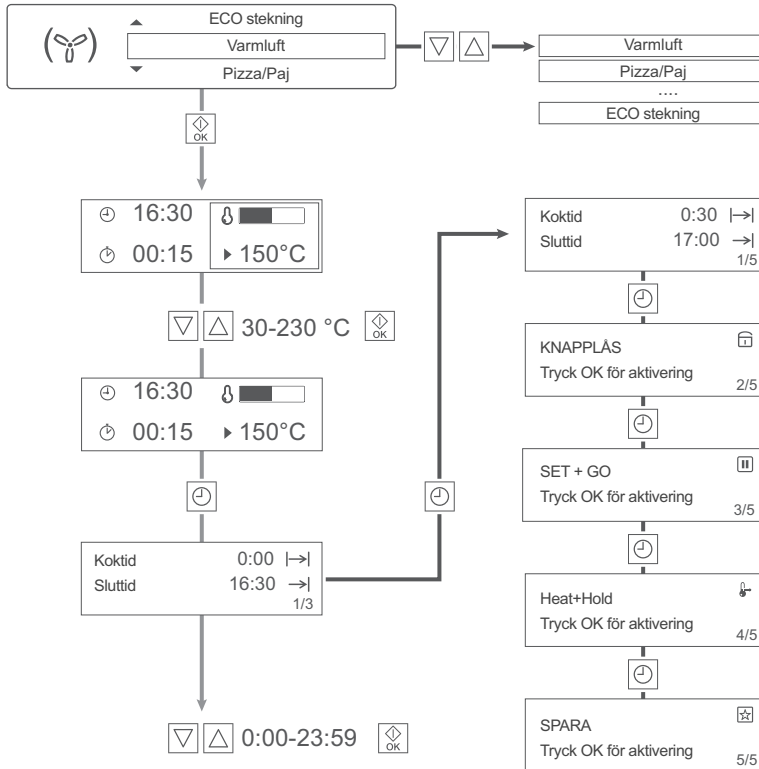 ECO stekning
Varmluft
Pizza/Paj
Varmluft
Pizza/Paj
....
ECO stekning
OK
16:30
00:15 150°C
30-230 °C OK
16:30
00:15 150°C
Koktid 0:00
Sluttid 16:30
1/3
0:00-23:59 OK
Koktid 0:30
Sluttid 17:00
1/5
KNAPPLÅS
Tryck OK för aktivering
2/5
SET + GO
Tryck OK för aktivering
3/5
Heat+Hold
Tryck OK för aktivering
4/5
SPARA
Tryck OK för aktivering
5/5